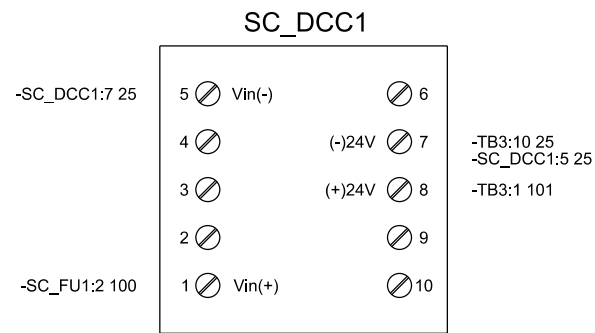 SC_DCC1
-SC_DCC1:7 25 5 Vin(-) 6
4 (-)24V 7 -TB3:10 25
-SC_DCC1:5 25
3 (+)24V 8 -TB3:1 101
2 9
-SC_FU1:2 100 1 Vin(+) 10